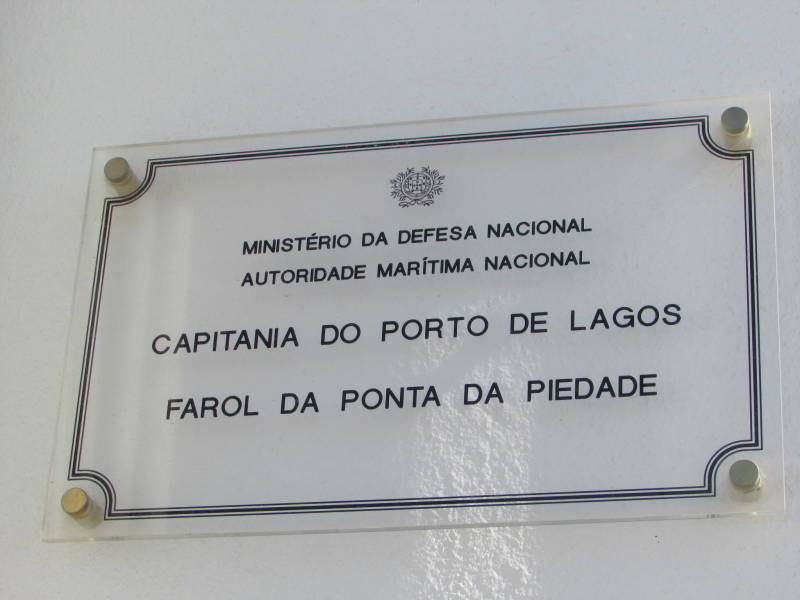 MINISTÉRIO DA DEFESA NACIONAL
AUTORIDADE MARÍTIMA NACIONAL
CAPITANIA DO PORTO DE LAGOS
FAROL DA PONTA DA PIEDADE